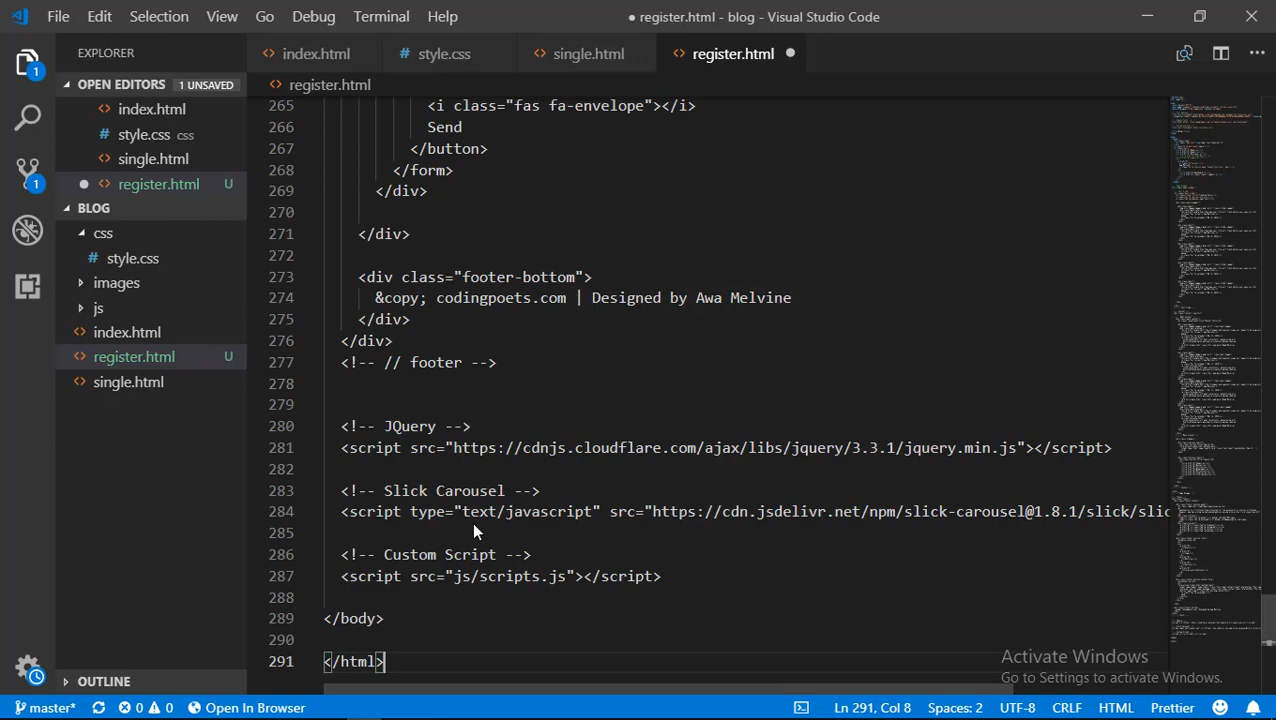 File Edit Selection View Go Debug Terminal Help
● register.html - blog - Visual Studio Code
EXPLORER
index.html
style.css
single.html
register.html
1
OPEN EDITORS 1 UNSAVED
index.html
style.css css
single.html
register.html U
1
BLOG
css
style.css
images
js
index.html
register.html U
single.html
OUTLINE
register.html
265 <i class="fas fa-envelope"></i>
266 Send
267 </button>
268 </form>
269 </div>
270
271 </div>
272
273 <div class="footer-bottom">
274 &copy; codingpoets.com | Designed by Awa Melvine
275 </div>
276 </div>
277 <!-- // footer -->
278
279
280 <!-- JQuery -->
281 <script src="http://cdnjs.cloudflare.com/ajax/libs/jquery/3.3.1/jquery.min.js"></script>
282
283 <!-- Slick Carousel -->
284 <script type="text/javascript" src="https://cdn.jsdelivr.net/npm/slick-carousel@1.8.1/slick/slic
285
286 <!-- Custom Script -->
287 <script src="js/scripts.js"></script>
288
289 </body>
290
291 </html>
Activate Windows
Go to Settings to activate Windows.
master* 0 0 Open In Browser Ln 291, Col 8 Spaces: 2 UTF-8 CRLF HTML Prettier